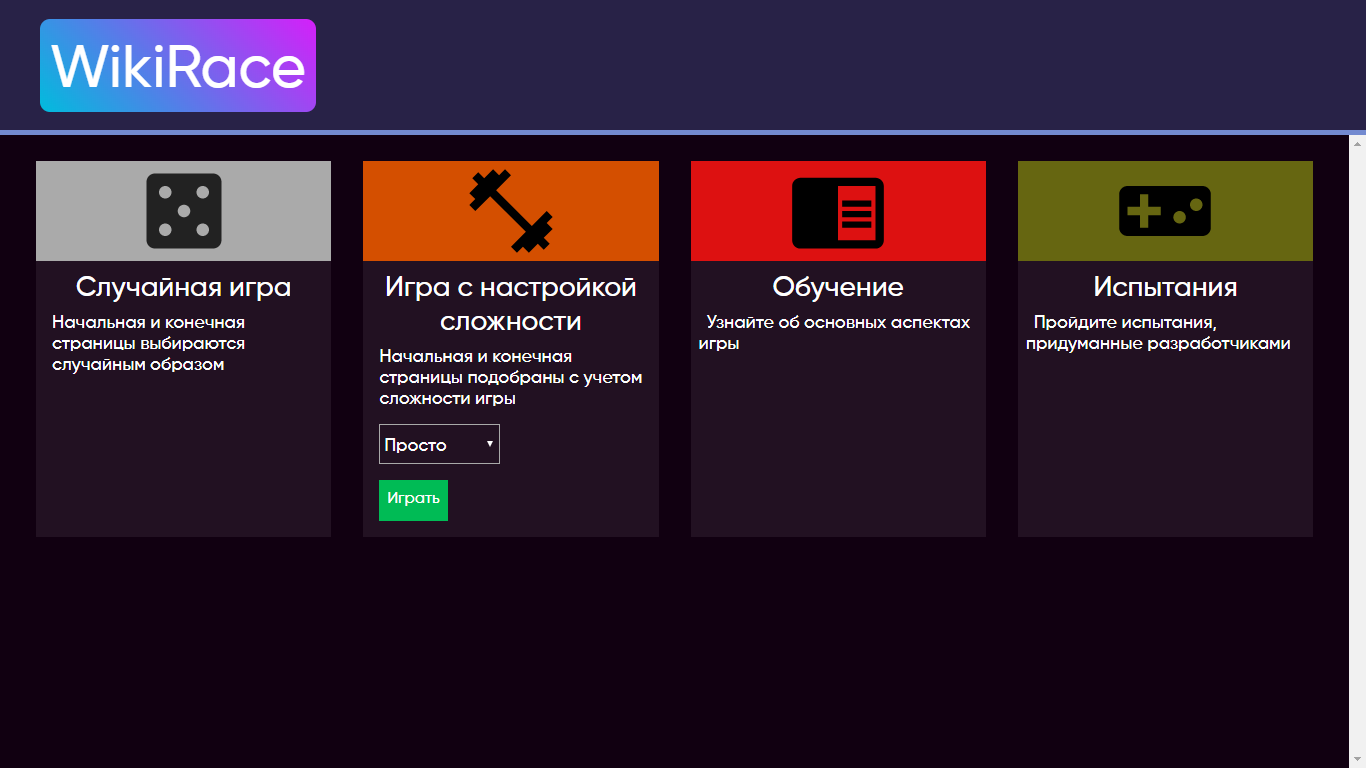 WikiRace
Случайная игра
Начальная и конечная
страницы выбираются
случайным образом
Игра с настройкой
сложности
Начальная и конечная
страницы подобраны с учетом
сложности игры
Просто
Играть
Обучение
Узнайте об основных аспектах
игры
Испытания
Пройдите испытания,
придуманные разработчиками